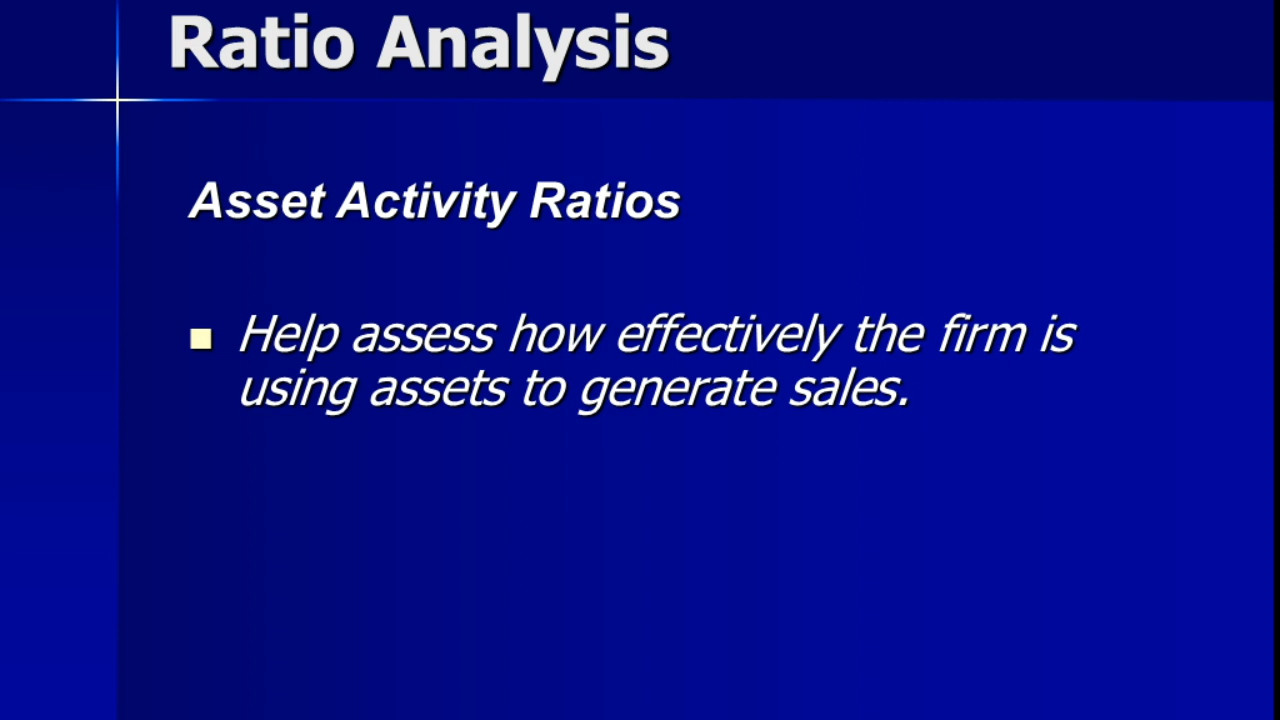 Ratio Analysis
Asset Activity Ratios
Help assess how effectively the firm is
using assets to generate sales.